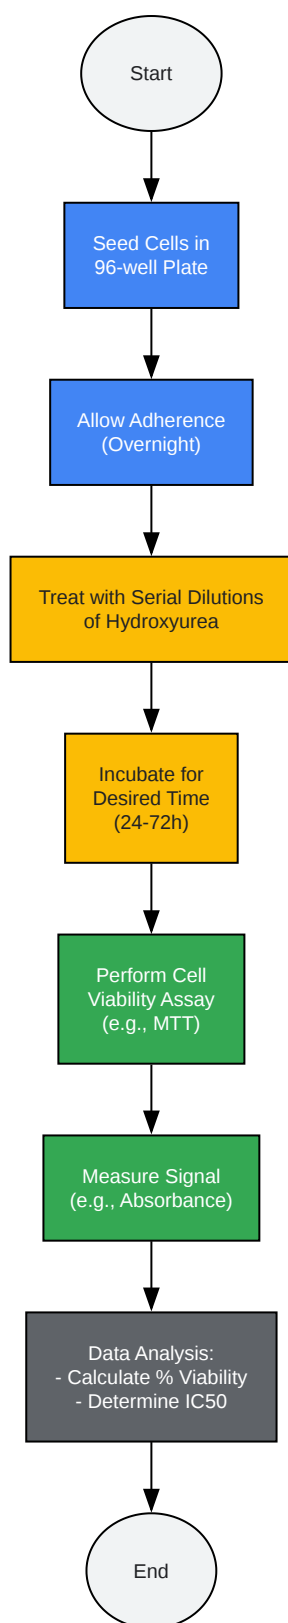 Start
Seed Cells in
96-well Plate
Allow Adherence
(Overnight)
Treat with Serial Dilutions
of Hydroxyurea
Incubate for
Desired Time
(24-72h)
Perform Cell
Viability Assay
(e.g., MTT)
Measure Signal
(e.g., Absorbance)
Data Analysis:
- Calculate % Viability
- Determine IC50
End